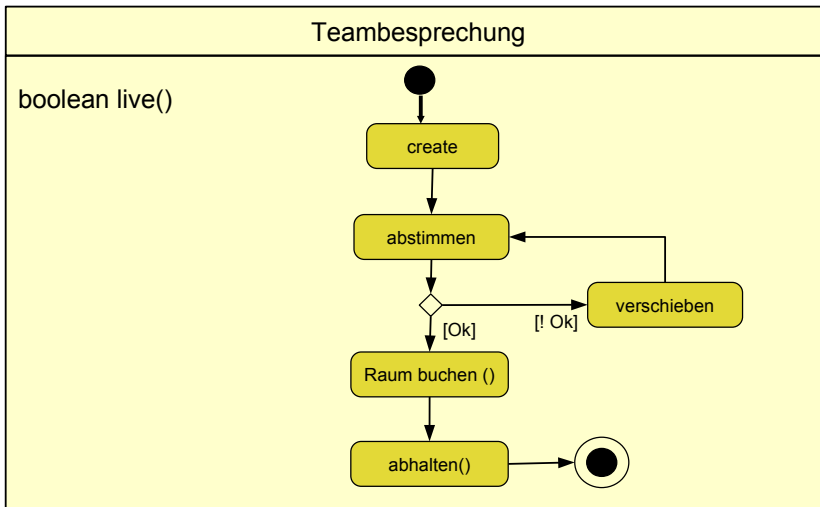 Teambesprechung
boolean live()
create
abstimmen
verschieben
[Ok]
[! Ok]
Raum buchen ()
abhalten()